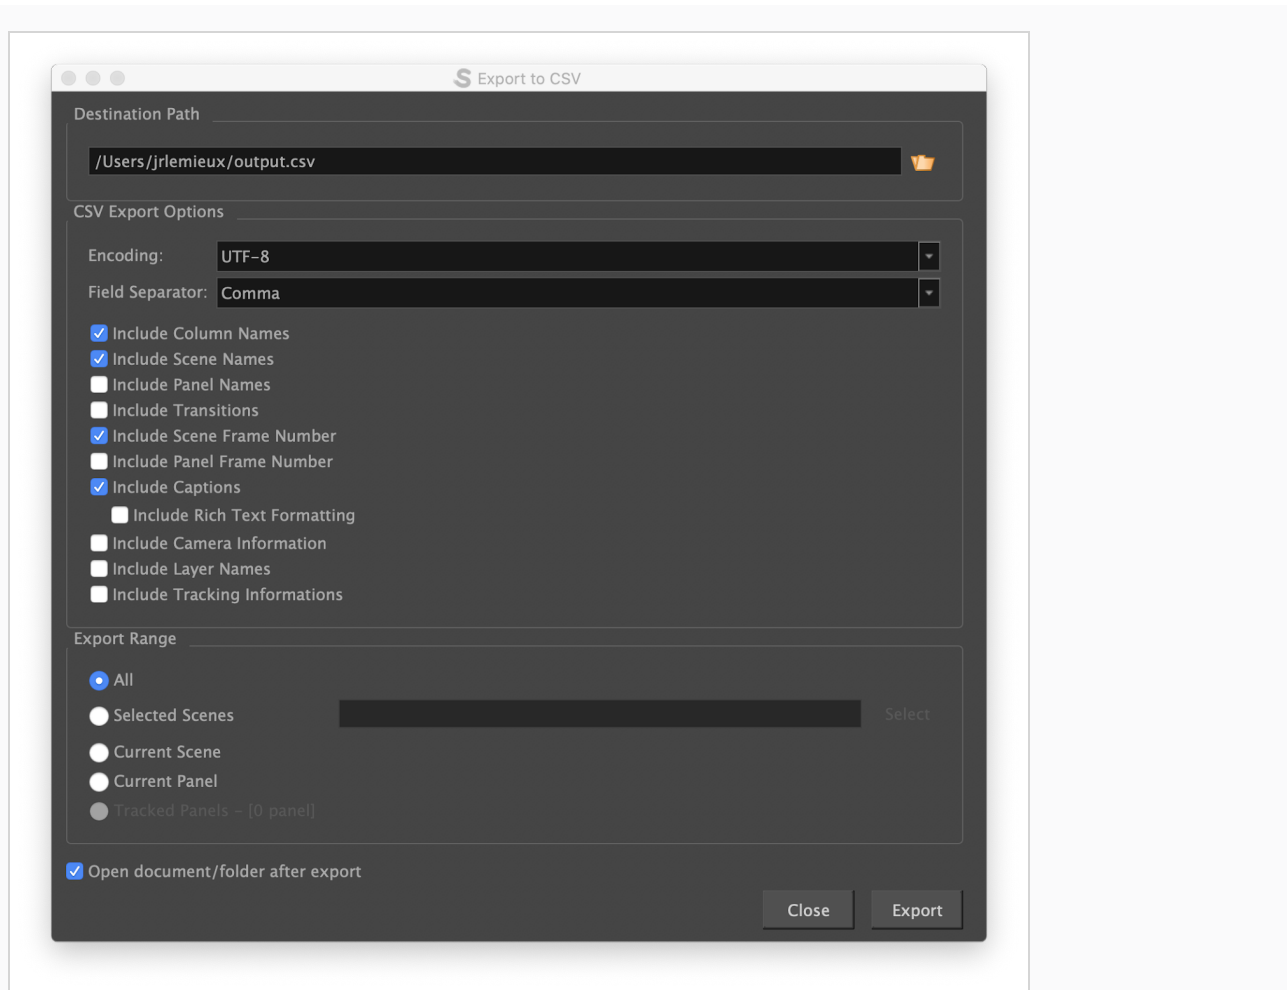 Export to CSV
Destination Path
/Users/jrlemieux/output.csv
CSV Export Options
Encoding: UTF-8
Field Separator: Comma
Include Column Names
Include Scene Names
Include Panel Names
Include Transitions
Include Scene Frame Number
Include Panel Frame Number
Include Captions
Include Rich Text Formatting
Include Camera Information
Include Layer Names
Include Tracking Informations
Export Range
All
Selected Scenes Select
Current Scene
Current Panel
Tracked Panels - [0 panel]
Open document/folder after export
Close Export